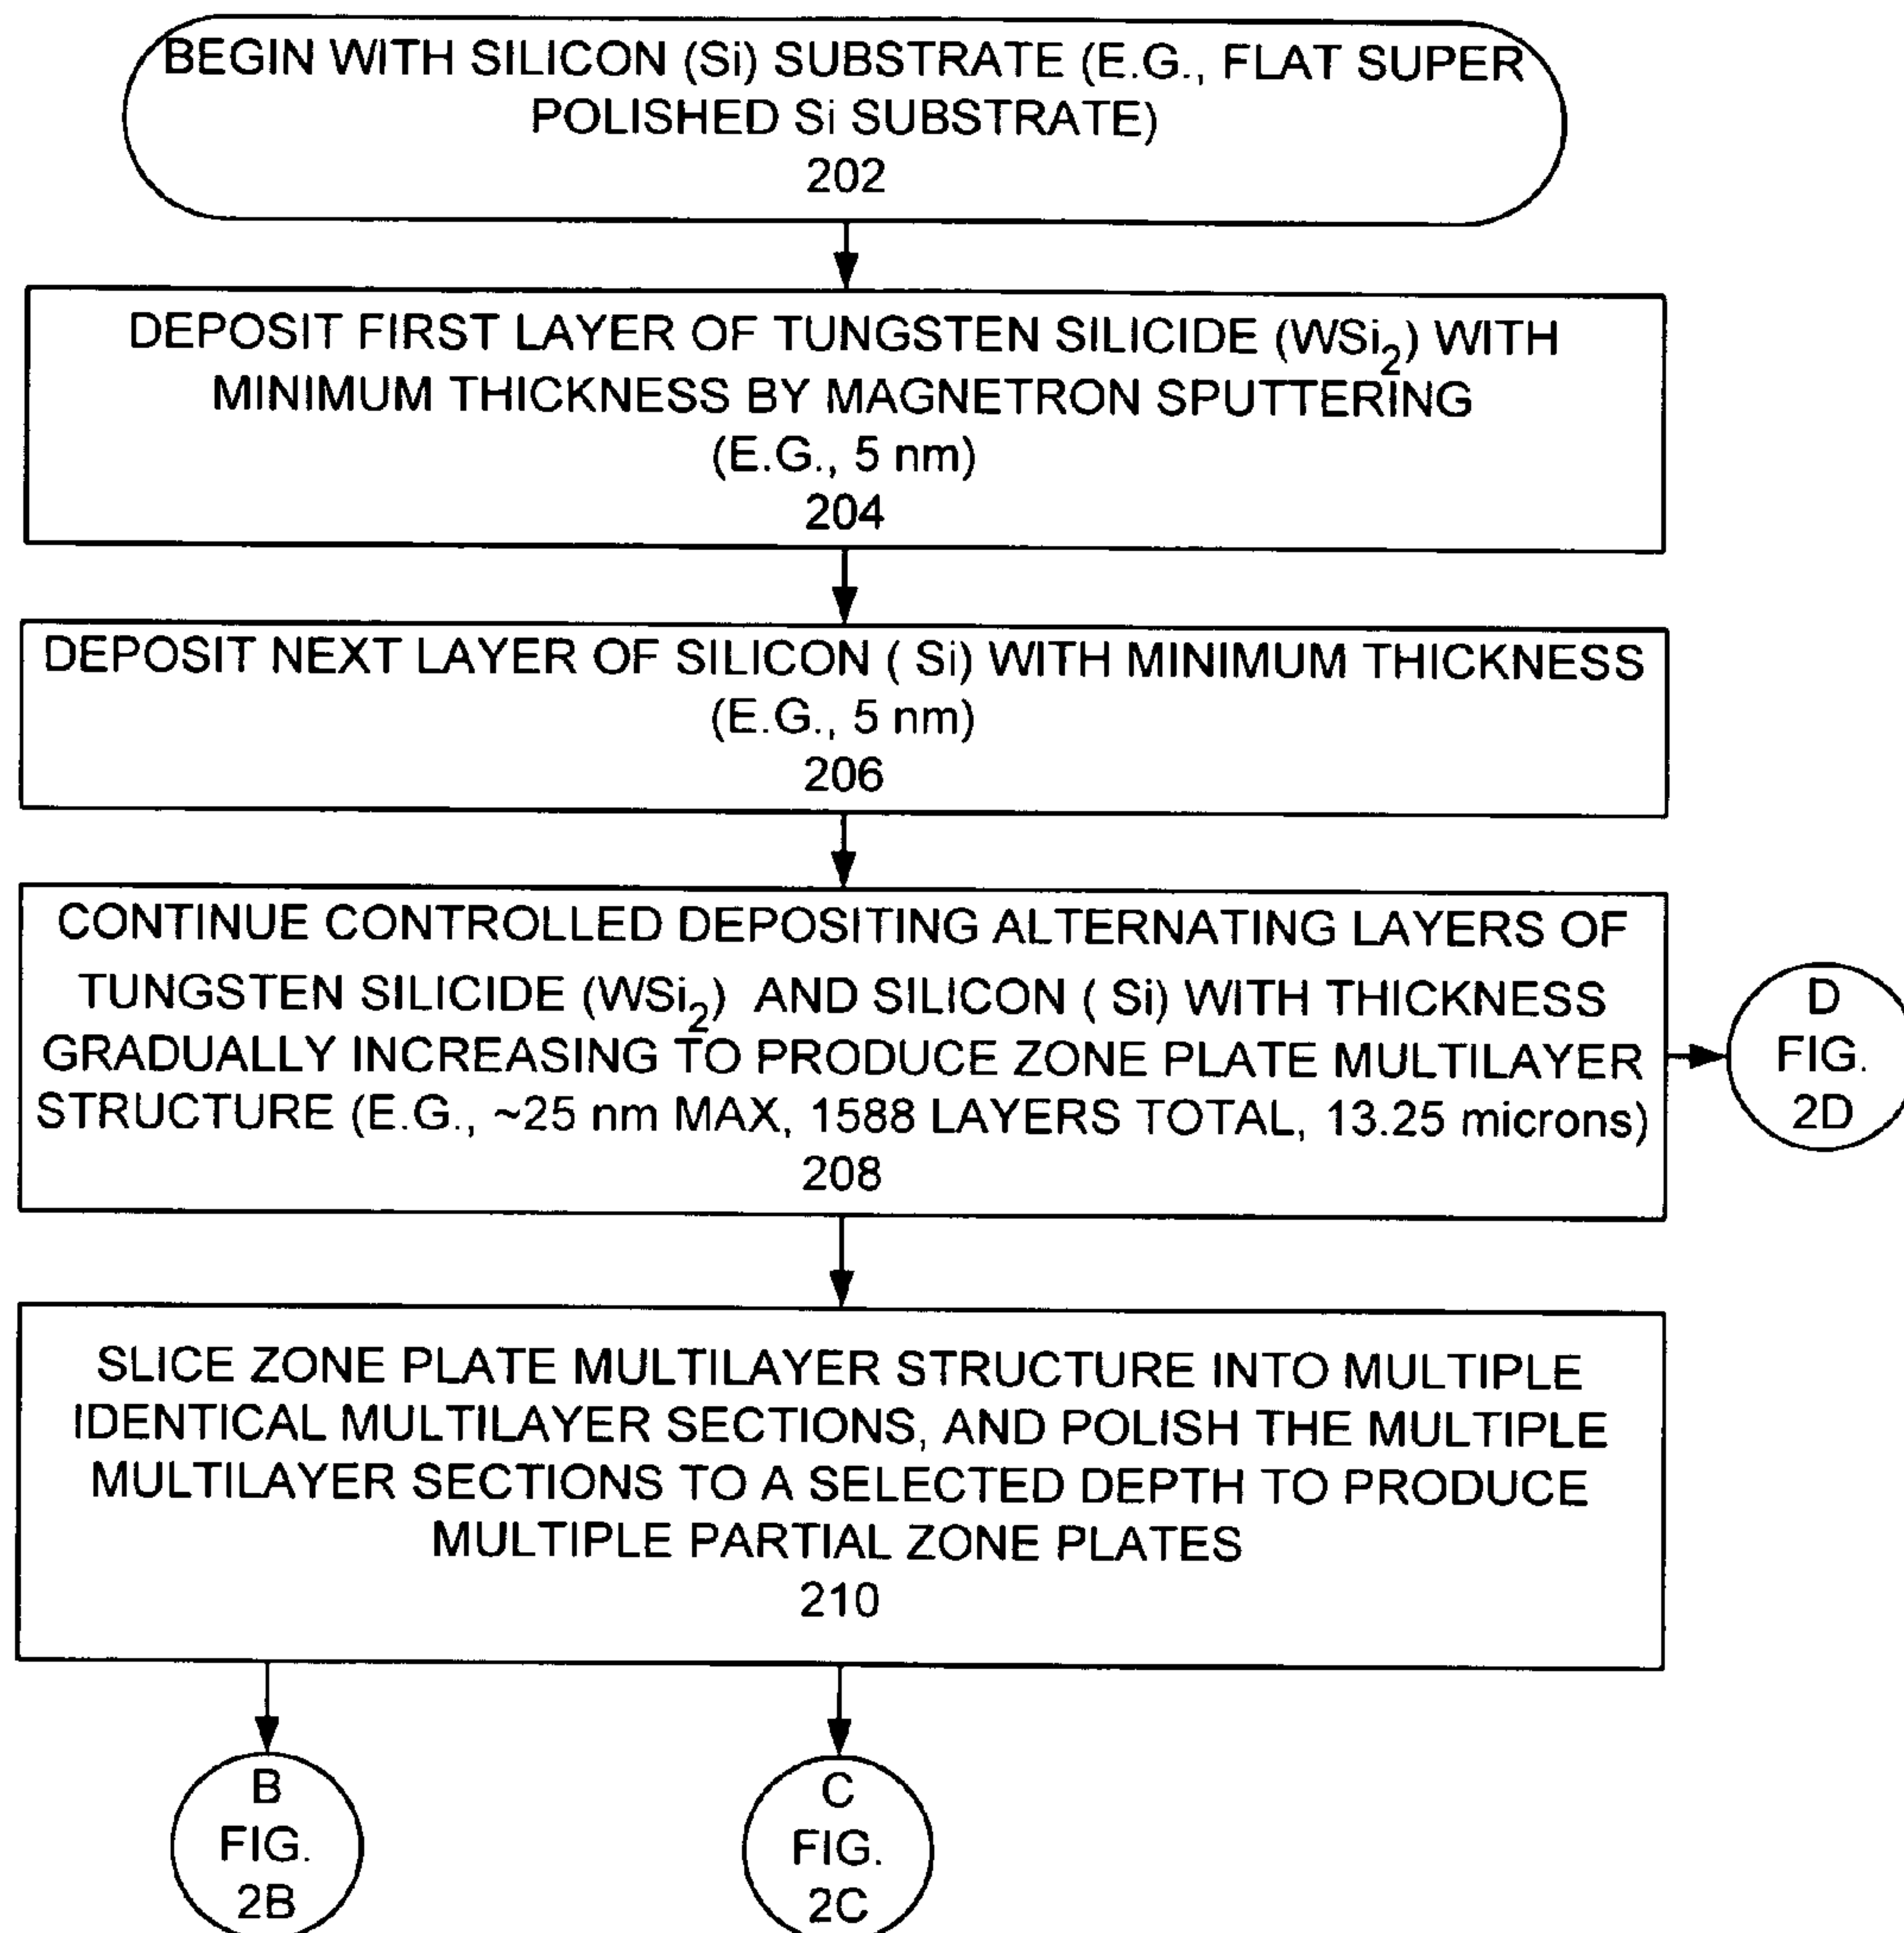 BEGIN WITH SILICON (Si) SUBSTRATE (E.G., FLAT SUPER
POLISHED Si SUBSTRATE)
202
DEPOSIT FIRST LAYER OF TUNGSTEN SILICIDE (WSi2) WITH
MINIMUM THICKNESS BY MAGNETRON SPUTTERING
(E.G., 5 nm)
204
DEPOSIT NEXT LAYER OF SILICON ( Si) WITH MINIMUM THICKNESS
(E.G., 5 nm)
206
CONTINUE CONTROLLED DEPOSITING ALTERNATING LAYERS OF
TUNGSTEN SILICIDE (WSi2) AND SILICON ( Si) WITH THICKNESS
GRADUALLY INCREASING TO PRODUCE ZONE PLATE MULTILAYER
STRUCTURE (E.G., ~25 nm MAX, 1588 LAYERS TOTAL, 13.25 microns)
208
D
FIG.
2D
SLICE ZONE PLATE MULTILAYER STRUCTURE INTO MULTIPLE
IDENTICAL MULTILAYER SECTIONS, AND POLISH THE MULTIPLE
MULTILAYER SECTIONS TO A SELECTED DEPTH TO PRODUCE
MULTIPLE PARTIAL ZONE PLATES
210
B
FIG.
2B
C
FIG.
2C